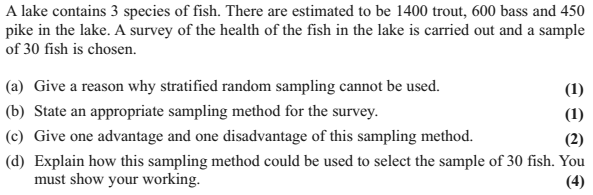 A lake contains 3 species of fish. There are estimated to be 1400 trout, 600 bass and 450
pike in the lake. A survey of the health of the fish in the lake is carried out and a sample
of 30 fish is chosen.
(a) Give a reason why stratified random sampling cannot be used.
(1)
(b) State an appropriate sampling method for the survey.
(1)
(c) Give one advantage and one disadvantage of this sampling method.
(2)
(d) Explain how this sampling method could be used to select the sample of 30 fish. You
must show your working.
(4)